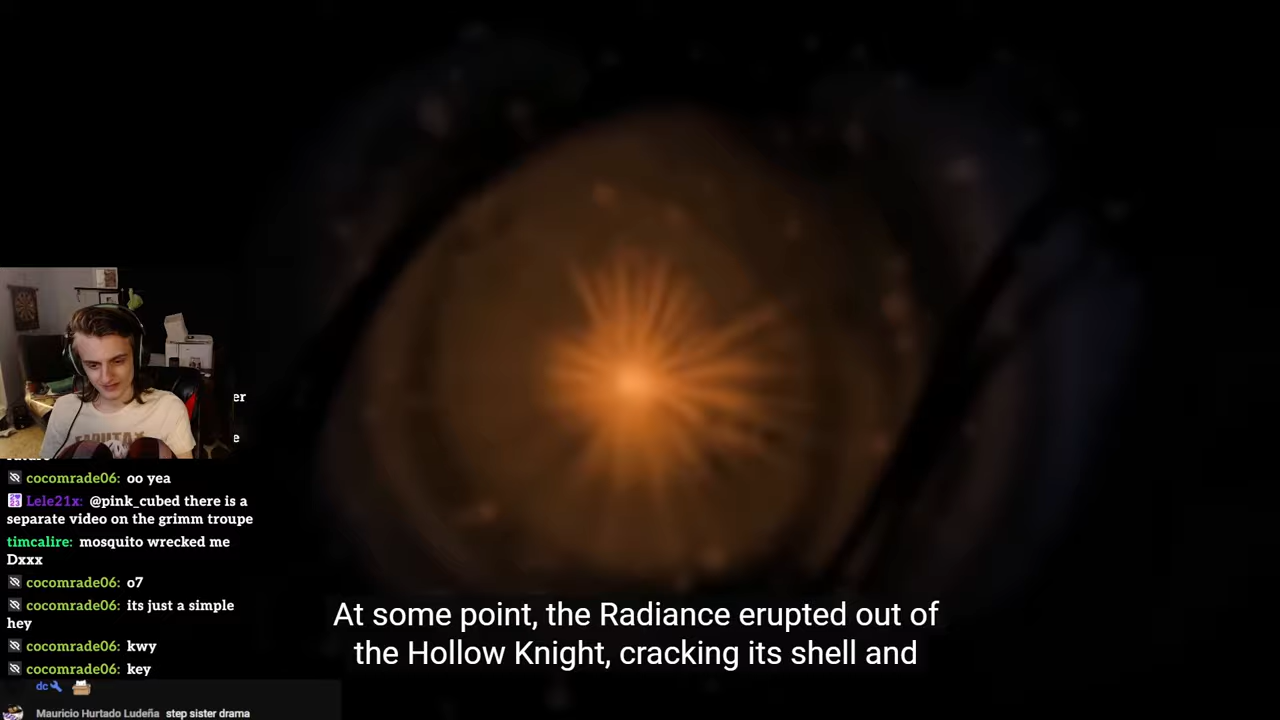 er
e
cocomrade06: oo yea
Lele21x: @pink_cubed there is a
separate video on the grimm troupe
timcalire: mosquito wrecked me
Dxxx
cocomrade06: o7
cocomrade06: its just a simple
hey
cocomrade06: kwy
cocomrade06: key
dc
Mauricio Hurtado Ludeña step sister drama
At some point, the Radiance erupted out of
the Hollow Knight, cracking its shell and